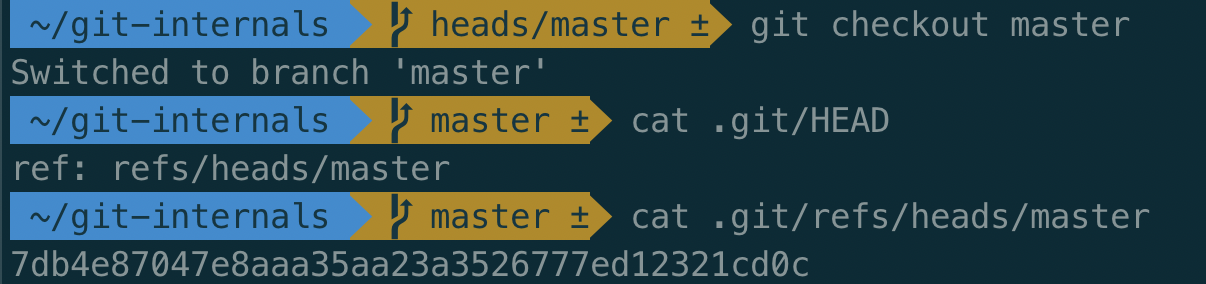 ~/git-internals heads/master ± git checkout master
Switched to branch 'master'
~/git-internals master ± cat .git/HEAD
ref: refs/heads/master
~/git-internals master ± cat .git/refs/heads/master
7db4e87047e8aaa35aa23a3526777ed12321cd0c